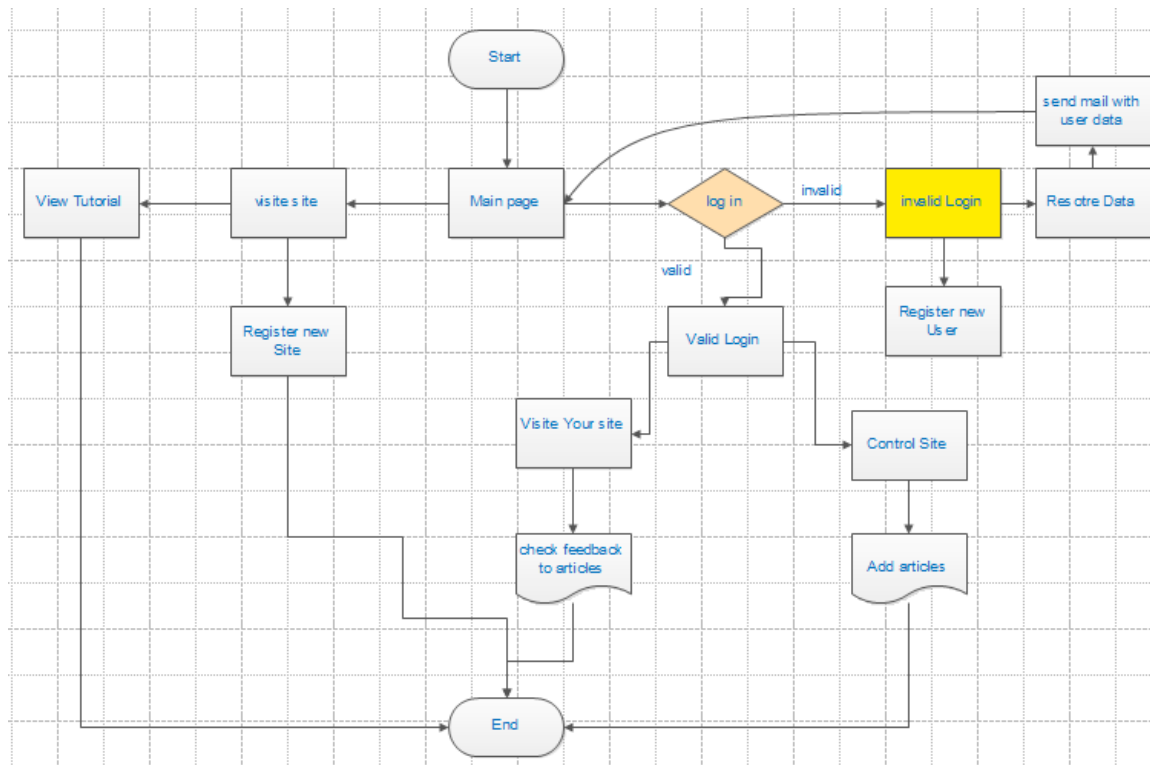 Start
send mail with
user data
View Tutorial
visite site
Main page
log in
invalid
invalid Login
Resotre Data
valid
Register new
Site
Valid Login
Register new
User
Visite Your site
Control Site
check feedback
to articles
Add articles
End